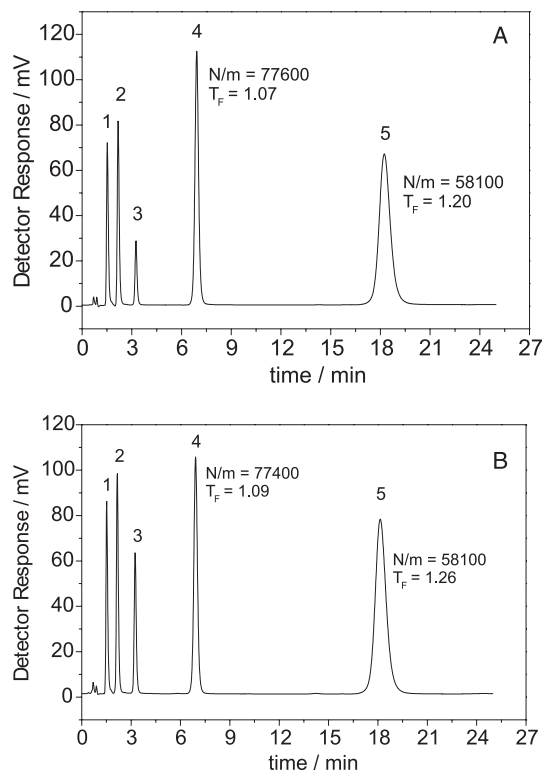 A
120
100
80
60
40
20
0
Detector Response / mV
1
2
3
4
N/m = 77600
T_F = 1.07
5
N/m = 58100
T_F = 1.20
0 3 6 9 12 15 18 21 24 27
time / min
B
120
100
80
60
40
20
0
Detector Response / mV
1
2
3
4
N/m = 77400
T_F = 1.09
5
N/m = 58100
T_F = 1.26
0 3 6 9 12 15 18 21 24 27
time / min